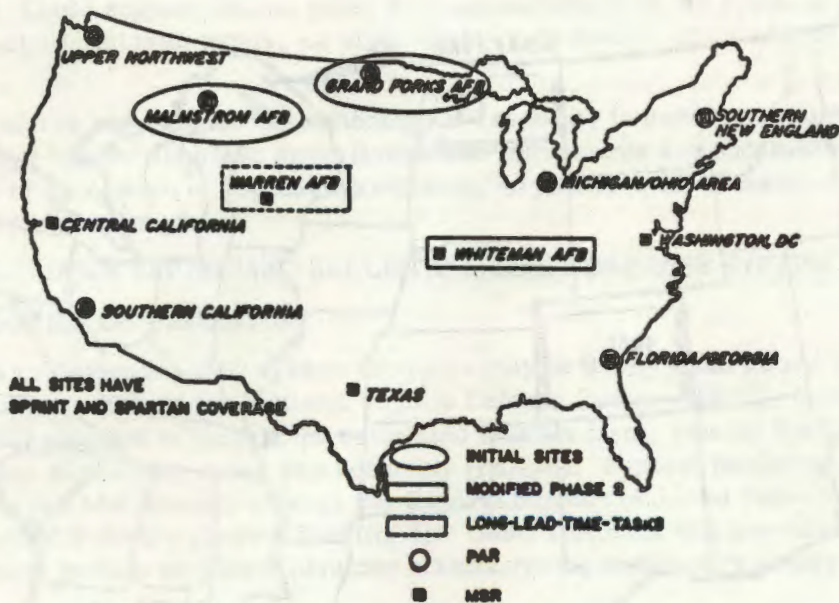 UPPER NORTHWEST
GRAND FORKS AFB
MALMSTROM AFB
SOUTHERN
NEW ENGLAND
WARREN AFB
MICHIGAN/OHIO AREA
CENTRAL CALIFORNIA
WHITEMAN AFB
WASHINGTON, DC
SOUTHERN CALIFORNIA
FLORIDA/GEORGIA
ALL SITES HAVE
SPRINT AND SPARTAN COVERAGE
TEXAS
INITIAL SITES
MODIFIED PHASE 2
LONG-LEAD-TIME-TASKS
PAR
MSR